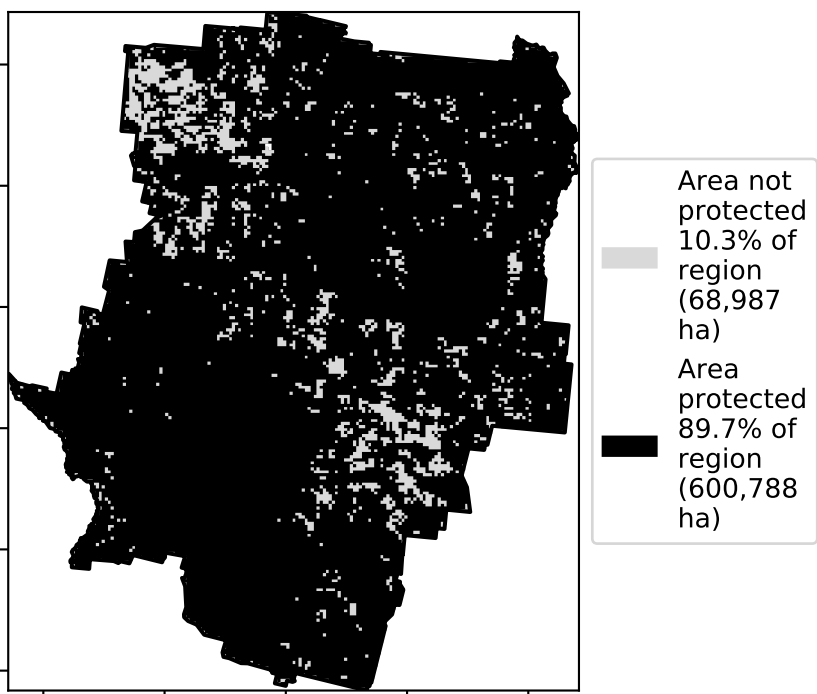 Area not
protected
10.3% of
region
(68,987
ha)
Area
protected
89.7% of
region
(600,788
ha)